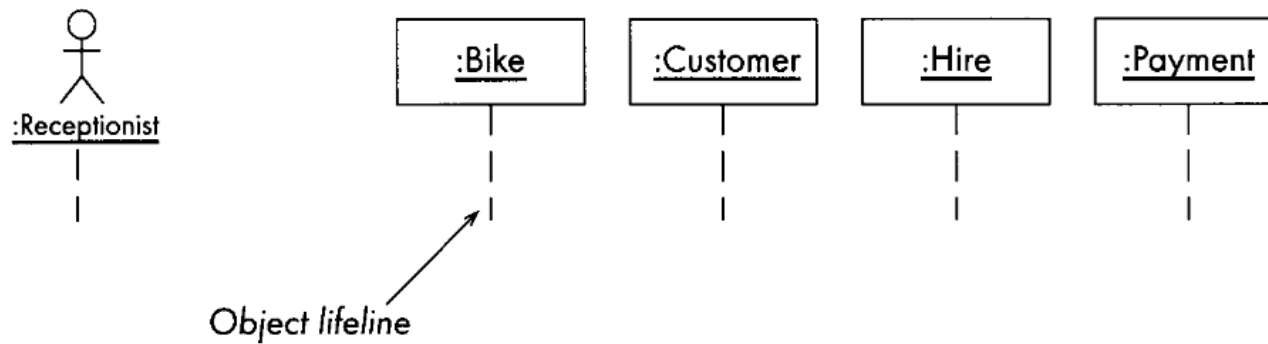 :Bike
:Customer
:Hire
:Payment
:Receptionist
Object lifeline